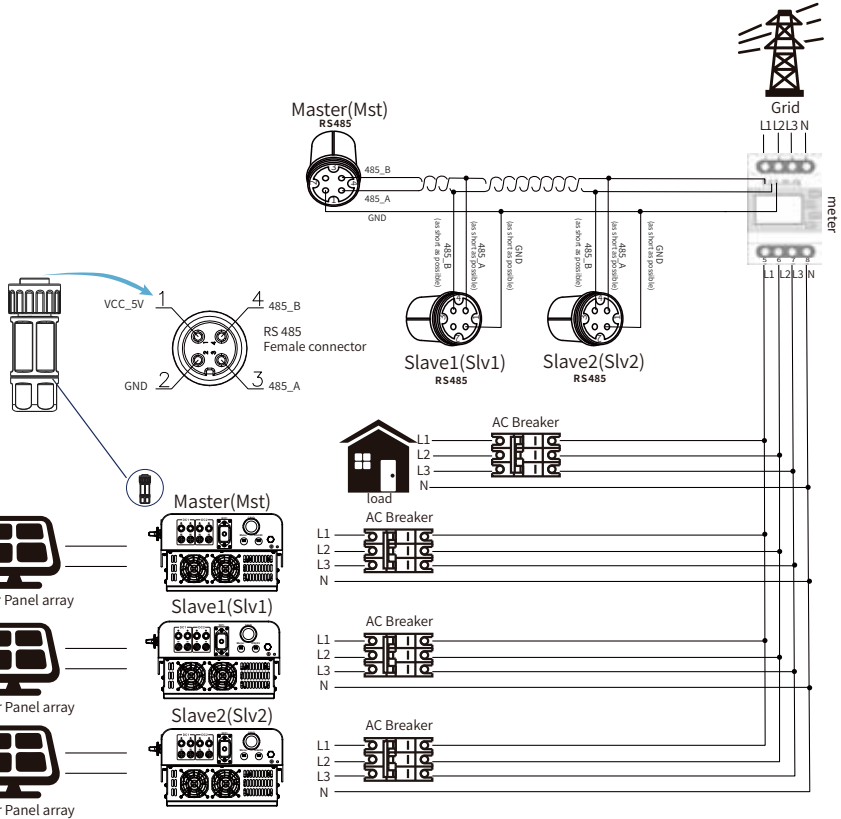 Grid
L1L2L3 N
Master(Mst)
RS485
485_B
485_A
GND
meter
5 6 7 8
L1 L2L3 N
485_B
(as short as possible)
485_A
(as short as possible)
GND
(as short as possible)
485_B
(as short as possible)
485_A
(as short as possible)
GND
(as short as possible)
VCC_5V
1
4
485_B
RS 485
Female connector
GND
2
3
485_A
Slave1(Slv1)
RS485
Slave2(Slv2)
RS485
AC Breaker
L1
L2
L3
N
load
Master(Mst)
AC Breaker
L1
L2
L3
N
Panel array
Slave1(Slv1)
AC Breaker
L1
L2
L3
N
Panel array
Slave2(Slv2)
AC Breaker
L1
L2
L3
N
Panel array